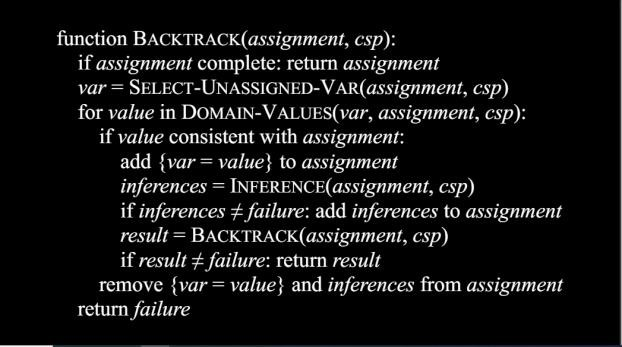 function BACKTRACK(assignment, csp):
if assignment complete: return assignment
var = SELECT-UNASSIGNED-VAR(assignment, csp)
for value in DOMAIN-VALUES(var, assignment, csp):
if value consistent with assignment:
add {var = value} to assignment
inferences = INFERENCE(assignment, csp)
if inferences ≠ failure: add inferences to assignment
result = BACKTRACK(assignment, csp)
if result ≠ failure: return result
remove {var = value} and inferences from assignment
return failure